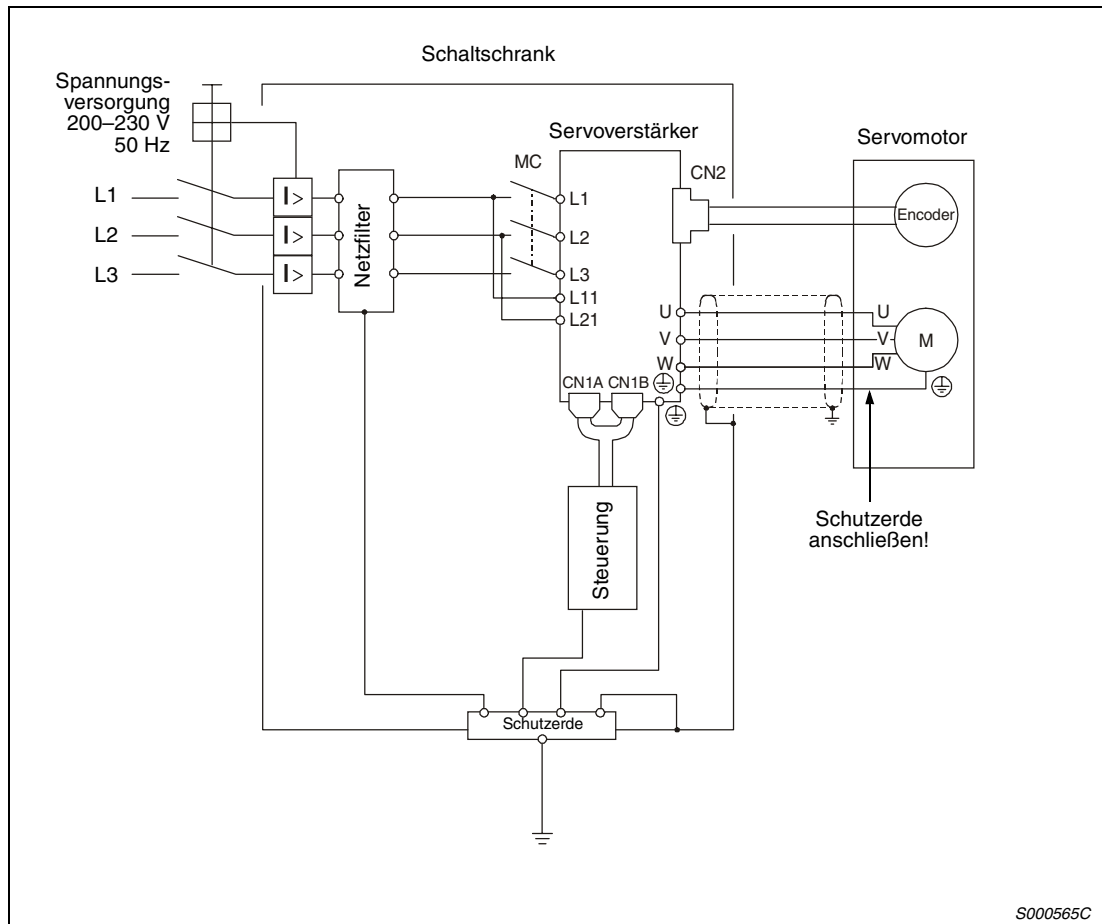 Schaltschrank
Spannungs-
versorgung
200–230 V
50 Hz
Servoverstärker
Servomotor
MC
CN2
L1
L2
L3
I>
I>
I>
Netzfilter
L1
L2
L3
L11
L21
Encoder
U
V
W
U
V
W
M
CN1A CN1B
Steuerung
Schutzerde
anschließen!
Schutzerde
S000565C